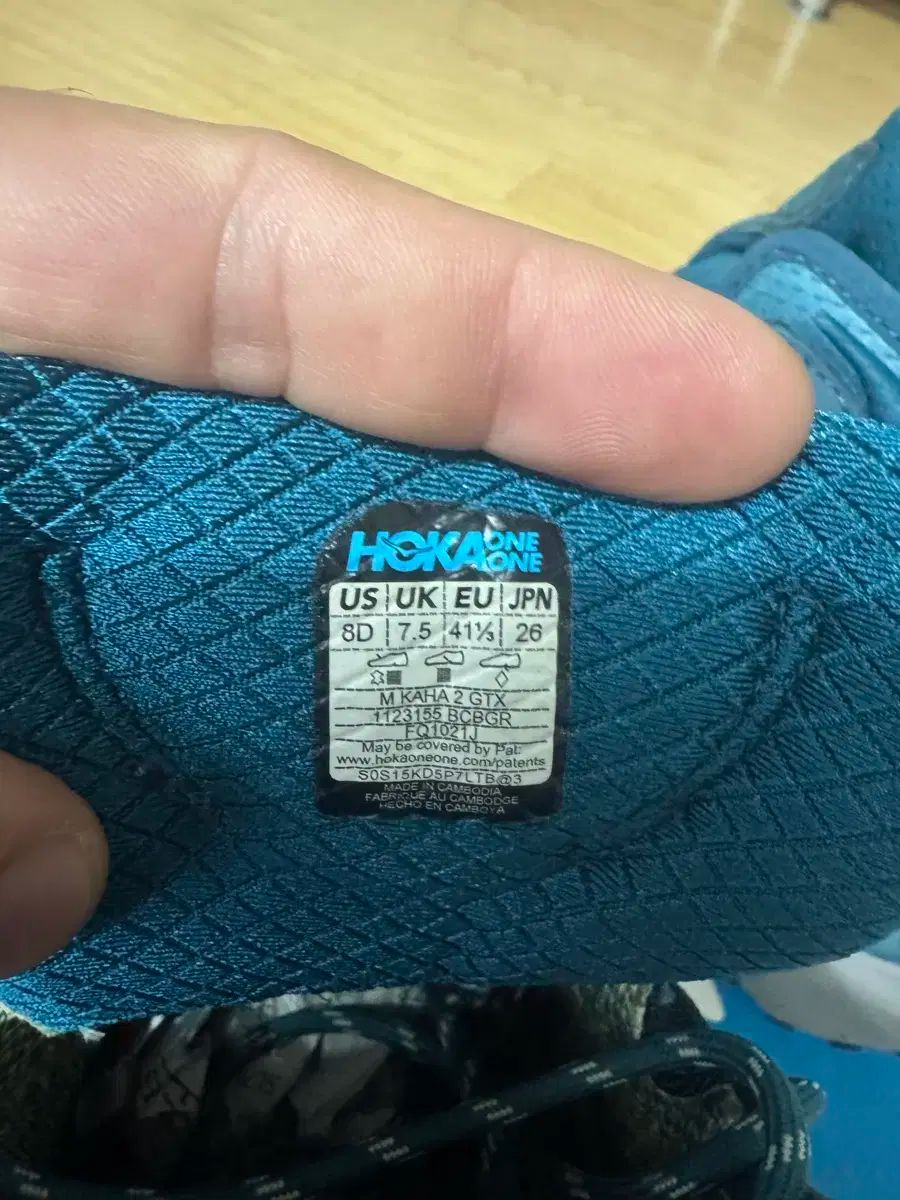 HOKA ONE ONE
US UK EU JPN
8D 7.5 41⅓ 26
M KAHA 2 GTX
1123155 BCBGR
FQ1021J
May be covered by Pat:
www.hokaoneone.com/patents
S0S15KD5P7LTB@3
MADE IN CAMBODIA
FABRIQUE AU CAMBODGE
HECHO EN CAMBOYA